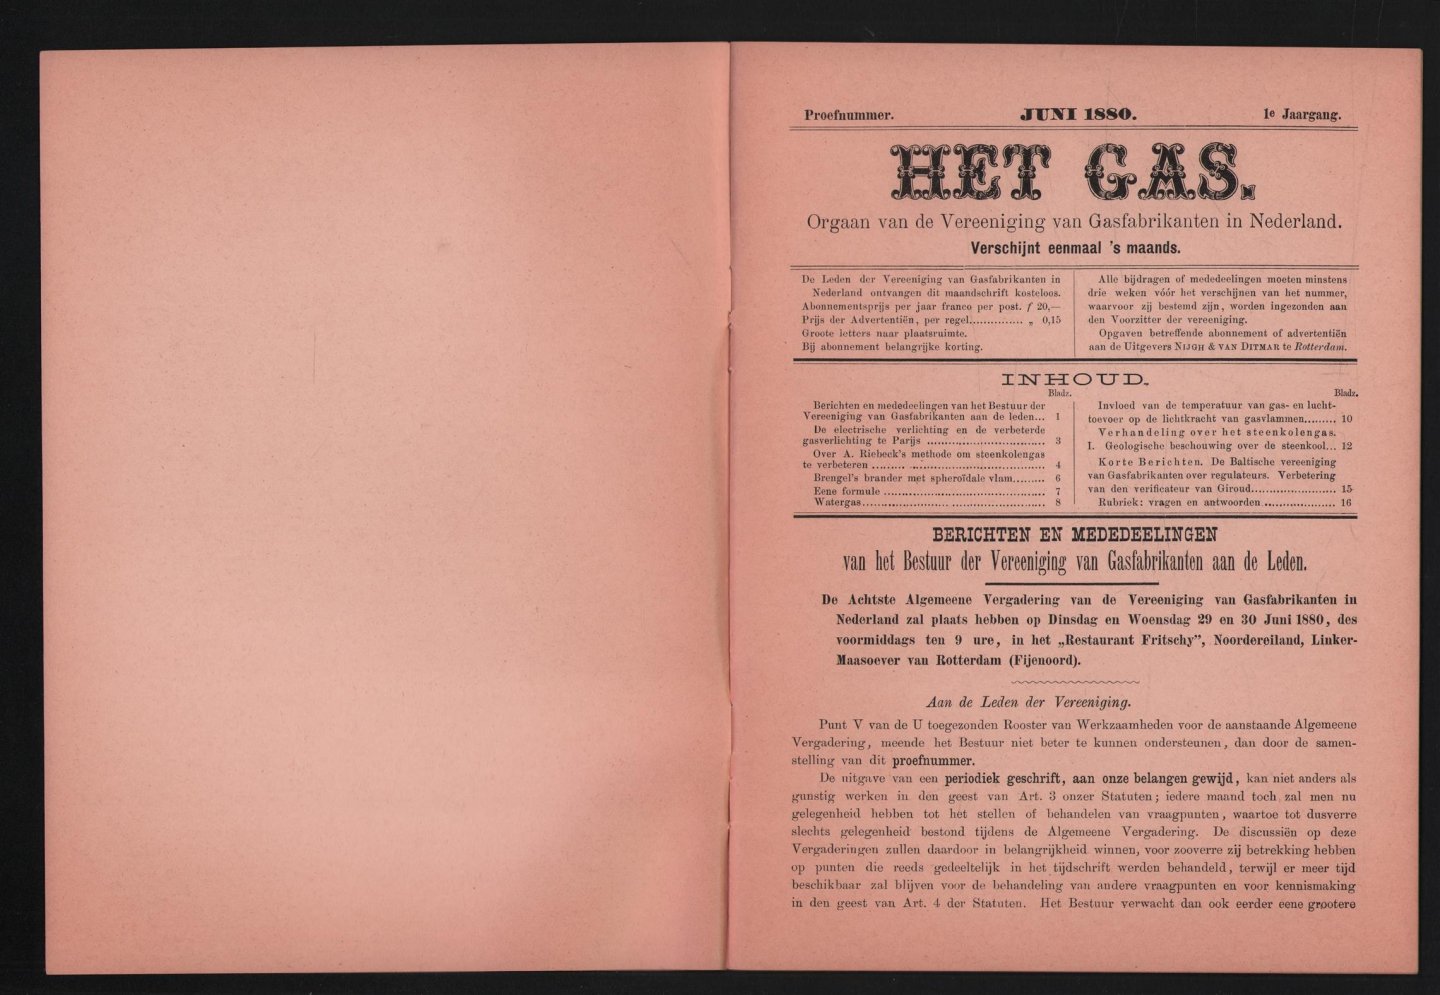 Proefnummer. JUNI 1880. 1e Jaargang.
HET GAS.
Orgaan van de Vereeniging van Gasfabrikanten in Nederland.
Verschijnt eenmaal 's maands.
De Leden der Vereeniging van Gasfabrikanten in
Nederland ontvangen dit maandschrift kosteloos.
Abonnementsprijs per jaar franco per post. f 20,—
Prijs der Advertentiën, per regel............... „ 0,15
Groote letters naar plaatsruimte.
Bij abonnement belangrijke korting.
Alle bijdragen of mededeelingen moeten minstens
drie weken vóór het verschijnen van het nummer,
waarvoor zij bestemd zijn, worden ingezonden aan
den Voorzitter der vereeniging.
Opgaven betreffende abonnement of advertentiën
aan de Uitgevers NIJGH & VAN DITMAR te Rotterdam.
INHOUD.
Bladz.
Berichten en mededeelingen van het Bestuur der
Vereeniging van Gasfabrikanten aan de leden... 1
De electrische verlichting en de verbeterde
gasverlichting te Parijs ................................ 3
Over A. Riebeck's methode om steenkolengas
te verbeteren ................................................ 4
Brengel's brander met spheroïdale vlam......... 6
Eene formule ............................................ 7
Watergas.................................................. 8
Bladz.
Invloed van de temperatuur van gas- en lucht-
toevoer op de lichtkracht van gasvlammen......... 10
Verhandeling over het steenkolengas.
I. Geologische beschouwing over de steenkool... 12
Korte Berichten. De Baltische vereeniging
van Gasfabrikanten over regulateurs. Verbetering
van den verificateur van Giroud....................... 15
Rubriek: vragen en antwoorden ................... 16
BERICHTEN EN MEDEDEELINGEN
van het Bestuur der Vereeniging van Gasfabrikanten aan de Leden.
De Achtste Algemeene Vergadering van de Vereeniging van Gasfabrikanten in
Nederland zal plaats hebben op Dinsdag en Woensdag 29 en 30 Juni 1880, des
voormiddags ten 9 ure, in het „Restaurant Fritschy”, Noordereiland, Linker-
Maasoever van Rotterdam (Fijenoord).
Aan de Leden der Vereeniging.
Punt V van de U toegezonden Rooster van Werkzaamheden voor de aanstaande Algemeene
Vergadering, meende het Bestuur niet beter te kunnen ondersteunen, dan door de samen-
stelling van dit proefnummer.
De uitgave van een periodiek geschrift, aan onze belangen gewijd, kan niet anders als
gunstig werken in den geest van Art. 3 onzer Statuten; iedere maand toch zal men nu
gelegenheid hebben tot het stellen of behandelen van vraagpunten, waartoe tot dusverre
slechts gelegenheid bestond tijdens de Algemeene Vergadering. De discussiën op deze
Vergaderingen zullen daardoor in belangrijkheid winnen, voor zooverre zij betrekking hebben
op punten die reeds gedeeltelijk in het tijdschrift werden behandeld, terwijl er meer tijd
beschikbaar zal blijven voor de behandeling van andere vraagpunten en voor kennismaking
in den geest van Art. 4 der Statuten. Het Bestuur verwacht dan ook eerder eene grootere